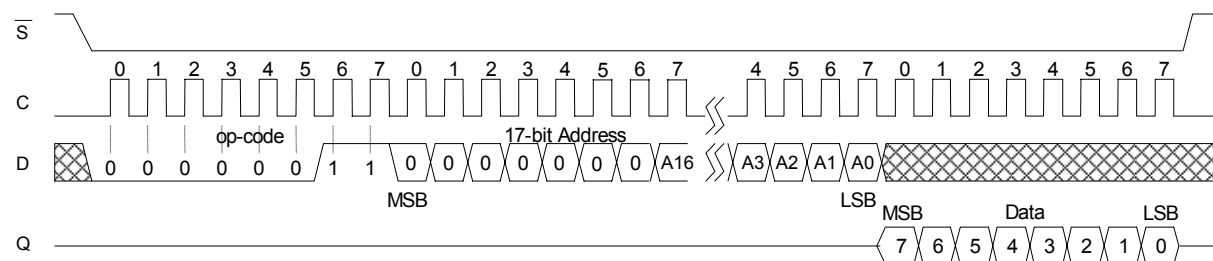 S
0 1 2 3 4 5 6 7 0 1 2 3 4 5 6 7 4 5 6 7 0 1 2 3 4 5 6 7
C
op-code 17-bit Address
D 0 0 0 0 0 0 1 1 0 0 0 0 0 0 0 A16 A3 A2 A1 A0
MSB LSB
MSB Data LSB
Q 7 6 5 4 3 2 1 0